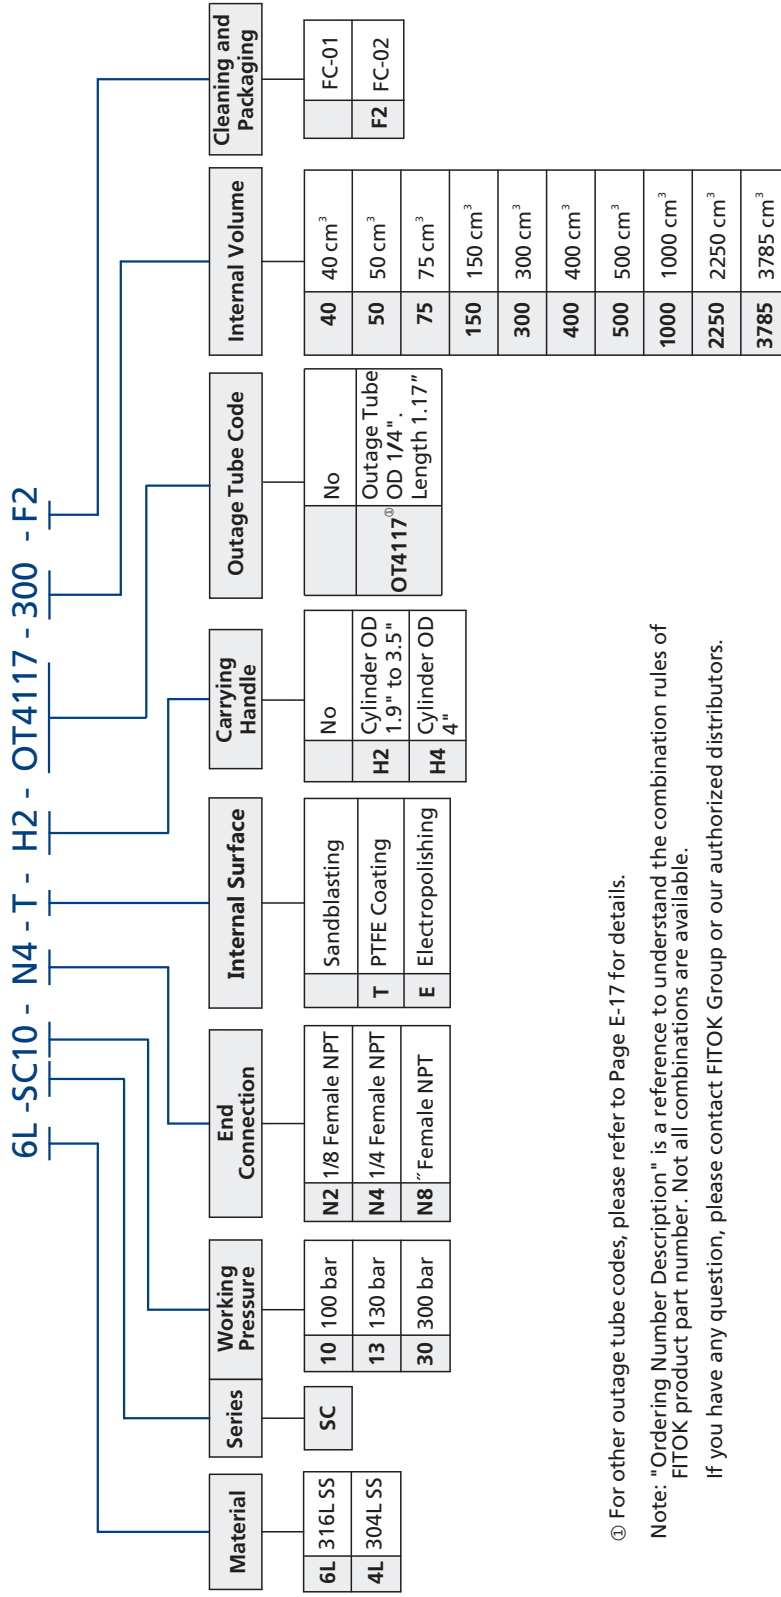 6L -SC10 - N4 - T - H2 - OT4117 - 300 - F2
Material
6L 316L SS
4L 304L SS
Series
SC
Working
Pressure
10 100 bar
13 130 bar
30 300 bar
End
Connection
N2 1/8 Female NPT
N4 1/4 Female NPT
N8 ″Female NPT
Internal Surface
Sandblasting
T PTFE Coating
E Electropolishing
Carrying
Handle
No
H2 Cylinder OD
1.9" to 3.5"
H4 Cylinder OD
4"
Outage Tube Code
No
OT4117① Outage Tube
OD 1/4" .
Length 1.17"
Internal Volume
40 40 cm³
50 50 cm³
75 75 cm³
150 150 cm³
300 300 cm³
400 400 cm³
500 500 cm³
1000 1000 cm³
2250 2250 cm³
3785 3785 cm³
Cleaning and
Packaging
FC-01
F2 FC-02
① For other outage tube codes, please refer to Page E-17 for details.
Note: "Ordering Number Description" is a reference to understand the combination rules of
FITOK product part number. Not all combinations are available.
If you have any question, please contact FITOK Group or our authorized distributors.